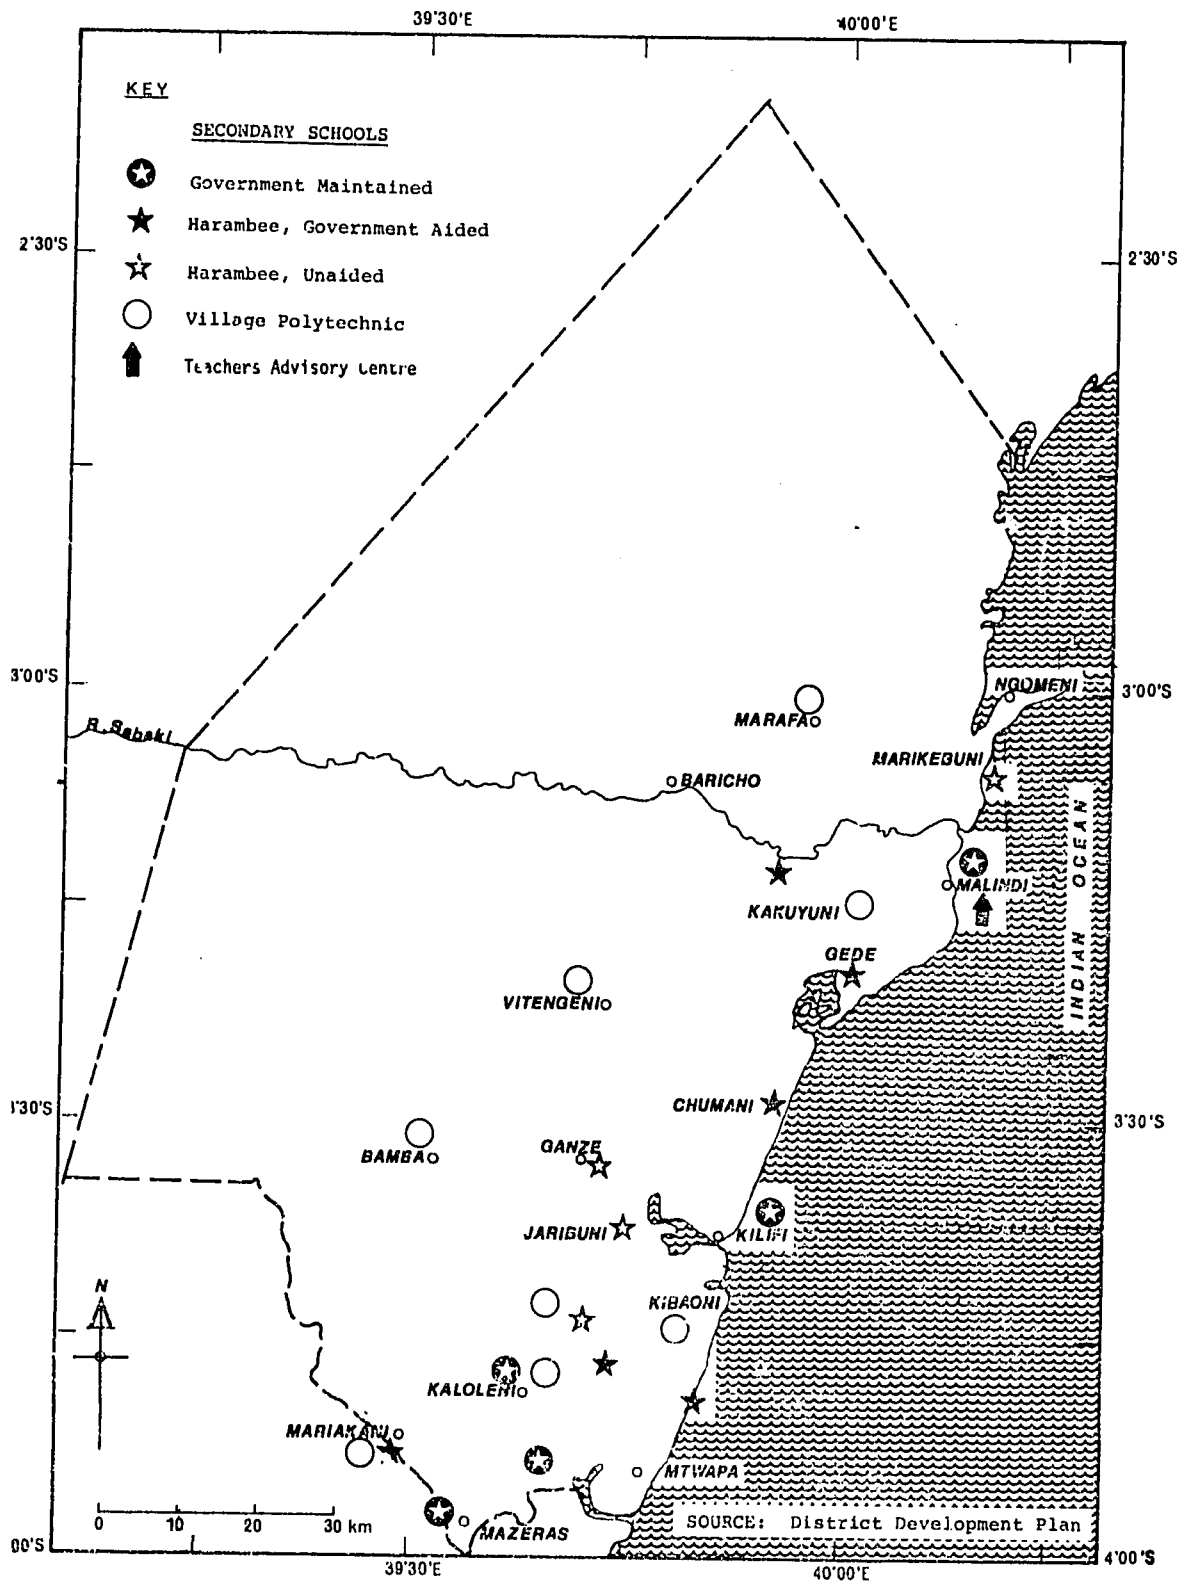 39°30'E 40°00'E
KEY
SECONDARY SCHOOLS
Government Maintained
Harambee, Government Aided
2°30'S 2°30'S
Harambee, Unaided
Village Polytechnic
Teachers Advisory Centre
3°00'S 3°00'S
NGOMENI
MARAFA
R. Sabaki
MARIKEBUNI
BARICHO
INDIAN OCEAN
MALINDI
KAKUYUNI
GEDE
VITENGENI
CHUMANI
3°30'S
GANZE
BAMBA
JARIBUNI
KILIFI
N
KIBAONI
KALOLENI
MARIAKANI
MTWAPA
0 10 20 30 km
MAZERAS
SOURCE: District Development Plan
00'S 4°00'S
39°30'E 40°00'E